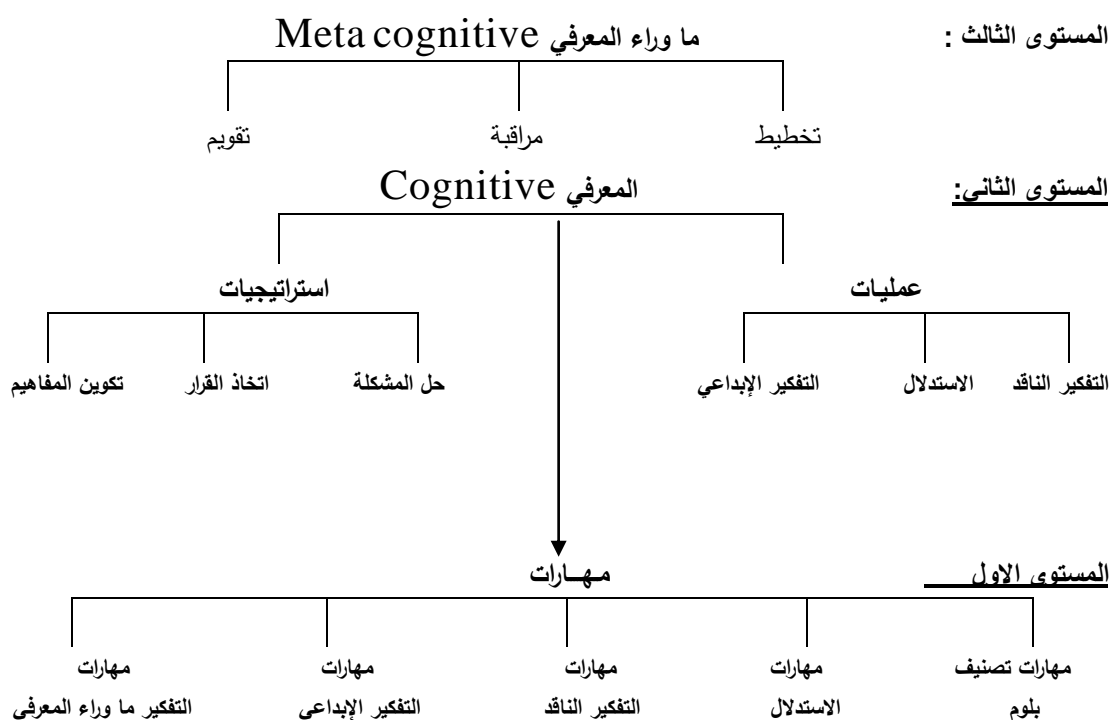 المستوى الثالث : ما وراء المعرفي Meta cognitive
تخطيط مراقبة تقويم
المستوى الثاني: المعرفي Cognitive
عمليات استراتيجيات
التفكير الناقد الاستدلال التفكير الإبداعي حل المشكلة اتخاذ القرار تكوين المفاهيم
المستوى الاول مـهــارات
مهارات تصنيف مهارات مهارات مهارات مهارات
بلوم الاستدلال التفكير الناقد التفكير الإبداعي التفكير ما وراء المعرفي